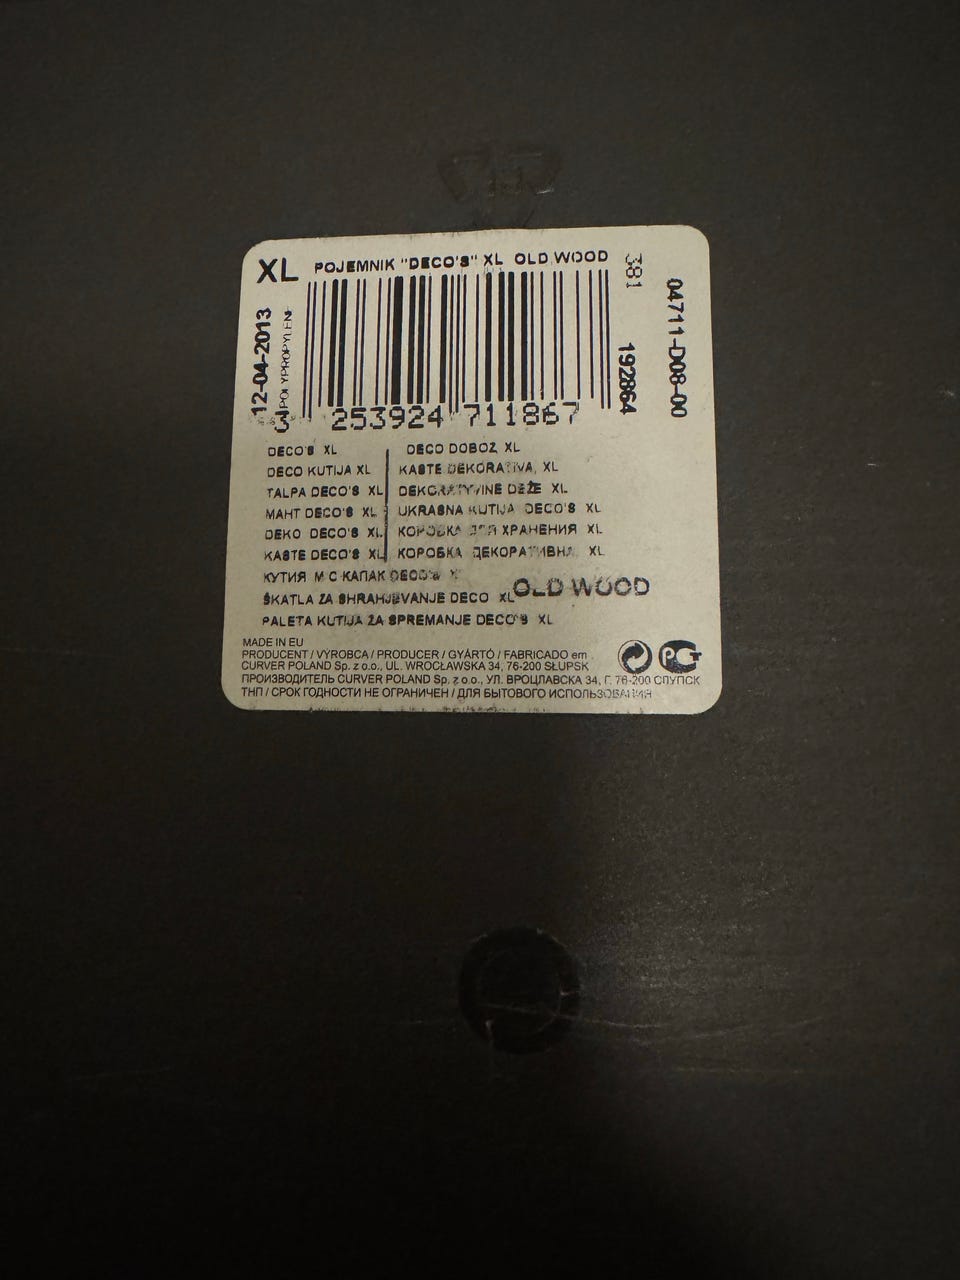 XL POJEMNIK "DECO'S" XL OLD WOOD
381
04711-D08-00
12-04-2013
POLYPROPYLENE
192864
3 253924 711867
DECO'S XL
DECO DOBOZ XL
DECO KUTIJA XL
KASTE DEKORATIVA, XL
TALPA DECO'S XL
DEKORATYVINE DĖŽE XL
MAHT DECO'S XL
UKRASNA KUTIJA DECO'S XL
DEKO DECO'S XL
КОРОБКА ДЛЯ ХРАНЕНИЯ XL
KASTE DECO'S XL
КОРОБКА ДЕКОРАТИВНА XL
КУТИЯ М С КАПАК DECO'S
ŠKATLA ZA SHRANJEVANJE DECO XL
OLD WOOD
PALETA KUTIJA ZA SPREMANJE DECO'S XL
MADE IN EU
PRODUCENT / VÝROBCA / PRODUCER / GYÁRTÓ / FABRICADO em
CURVER POLAND Sp. z o.o., UL. WROCŁAWSKA 34, 76-200 SŁUPSK
ПРОИЗВОДИТЕЛЬ CURVER POLAND Sp. z o.o., УЛ. ВРОЦЛАВСКА 34, Г. 76-200 СЛУПСК
ТНП / СРОК ГОДНОСТИ НЕ ОГРАНИЧЕН / ДЛЯ БЫТОВОГО ИСПОЛЬЗОВАНИЯ